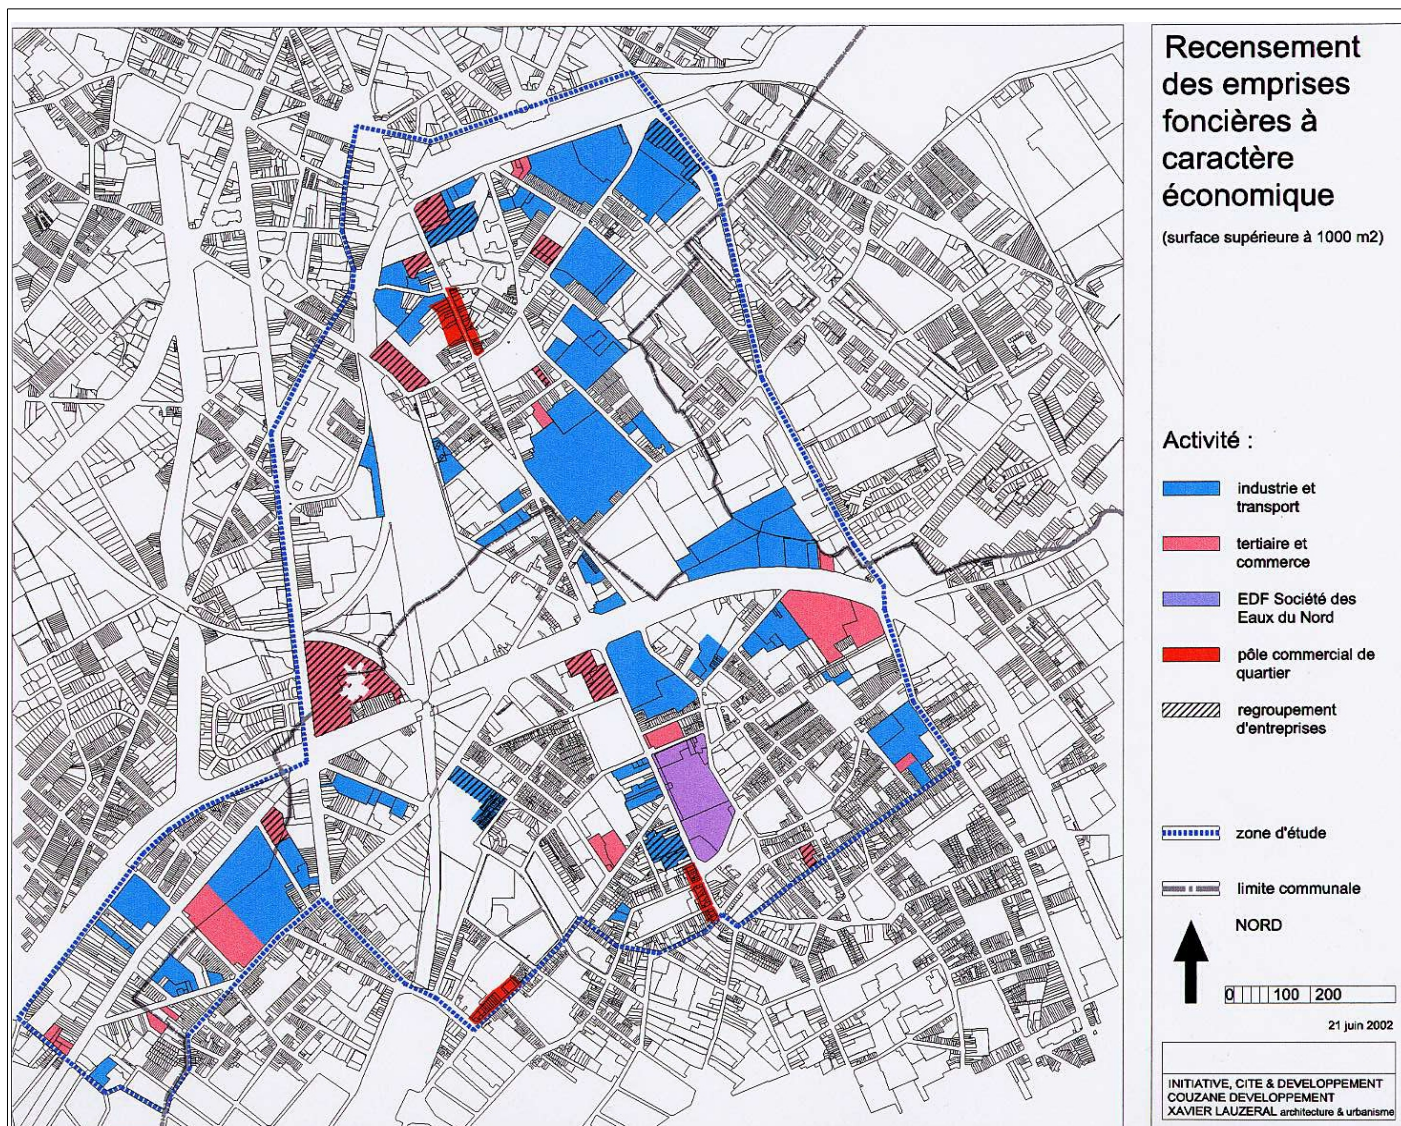 Recensement
des emprises
foncières à
caractère
économique
(surface supérieure à 1000 m2)
Activité :
industrie et
transport
tertiaire et
commerce
EDF Société des
Eaux du Nord
pôle commercial de
quartier
regroupement
d'entreprises
zone d'étude
limite communale
NORD
0 100 200
21 juin 2002
INITIATIVE, CITE & DEVELOPPEMENT
COUZANE DEVELOPPEMENT
XAVIER LAUZERAL architecture & urbanisme